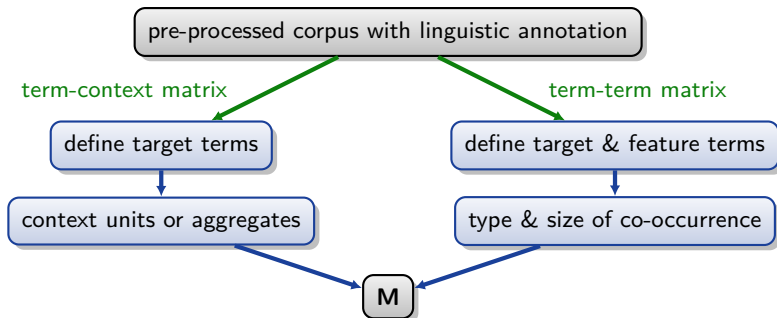 pre-processed corpus with linguistic annotation
term-context matrix
term-term matrix
define target terms
define target & feature terms
context units or aggregates
type & size of co-occurrence
M